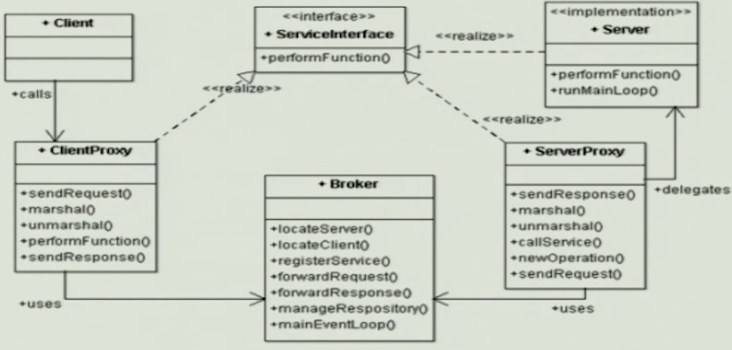 + Client
+calls
<<interface>>
+ ServiceInterface
+performFunction()
<<realize>>
<<implementation>>
+ Server
+performFunction()
+runMainLoop()
<<realize>>
<<realize>>
+ ClientProxy
+sendRequest()
+marshal()
+unmarshal()
+performFunction()
+sendResponse()
+uses
+ Broker
+locateServer()
+locateClient()
+registerService()
+forwardRequest()
+forwardResponse()
+manageRespository()
+mainEventLoop()
+ ServerProxy
+sendResponse()
+marshal()
+unmarshal()
+callService()
+newOperation()
+sendRequest()
+delegates
+uses